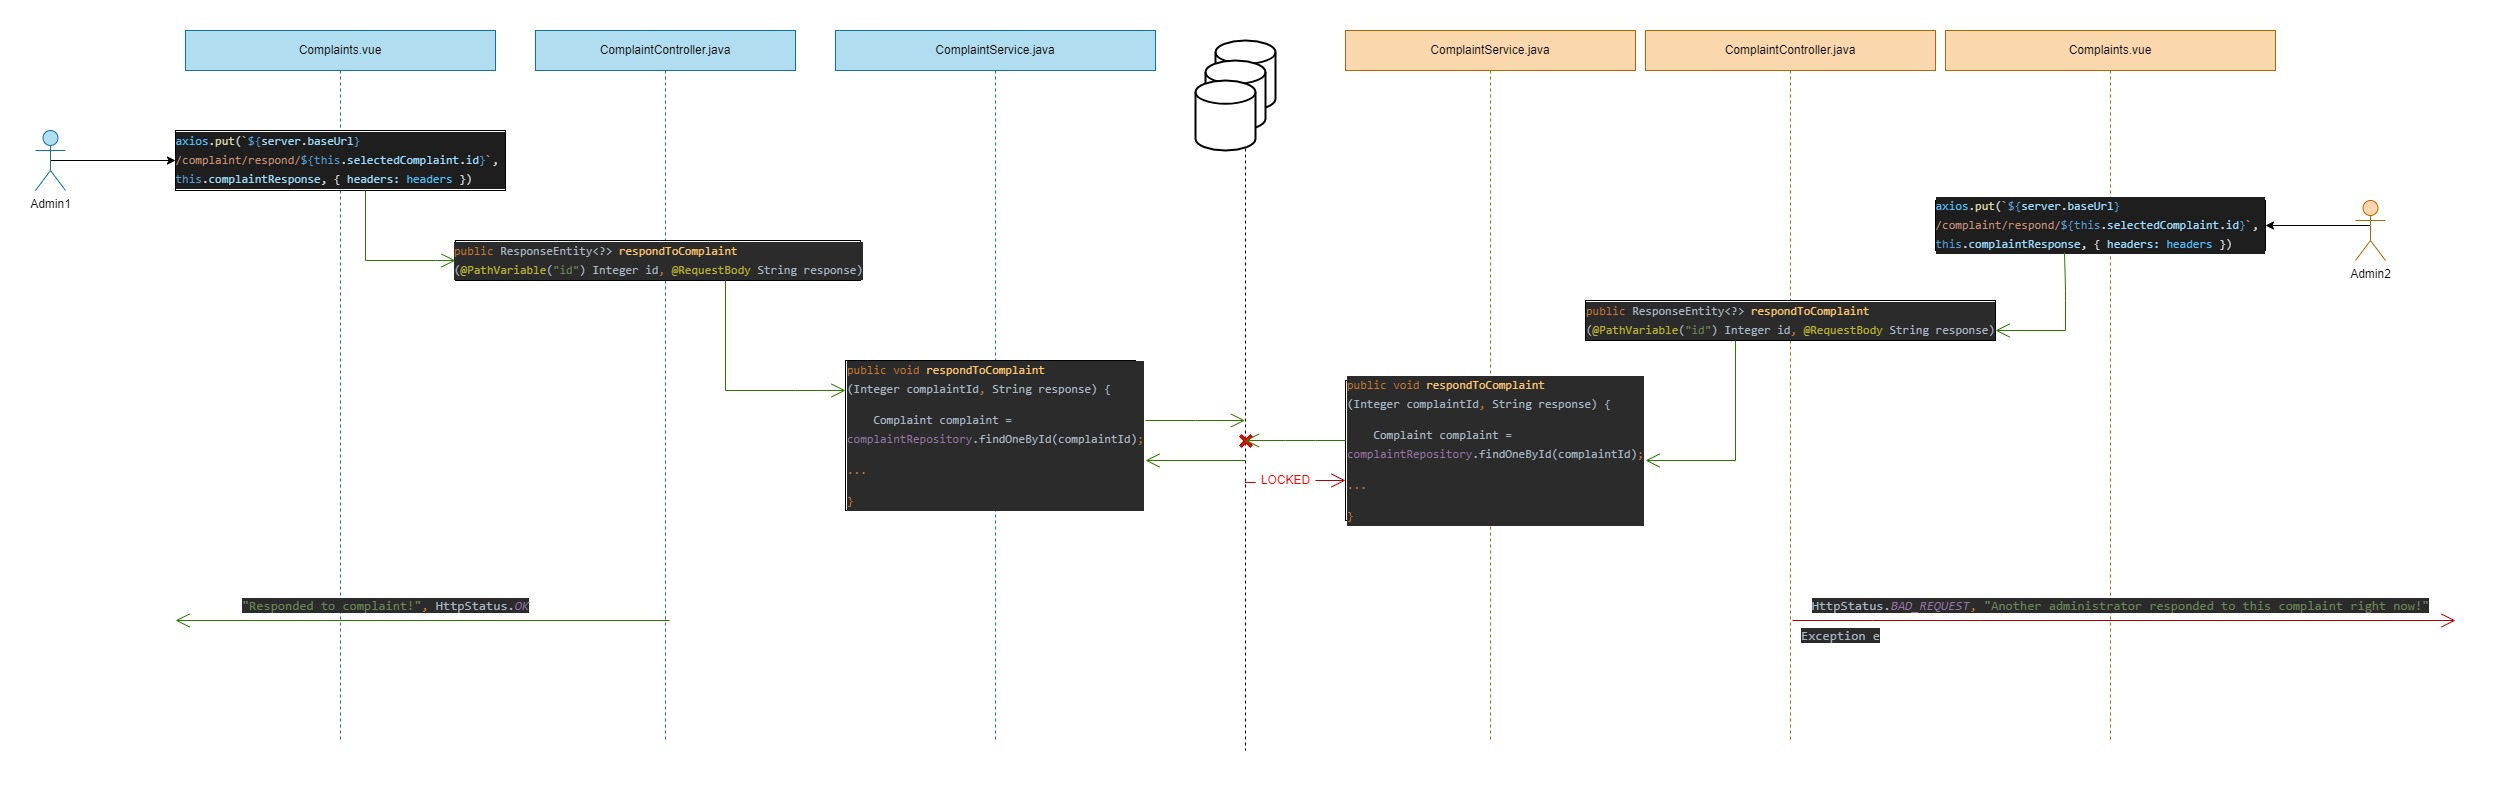 Complaints.vue
ComplaintController.java
ComplaintService.java
ComplaintService.java
ComplaintController.java
Complaints.vue
axios.put(`${server.baseUrl}
/complaint/respond/${this.selectedComplaint.id}`,
this.complaintResponse, { headers: headers })
Admin1
axios.put(`${server.baseUrl}
/complaint/respond/${this.selectedComplaint.id}`,
this.complaintResponse, { headers: headers })
Admin2
public ResponseEntity<?> respondToComplaint
(@PathVariable("id") Integer id, @RequestBody String response)
public ResponseEntity<?> respondToComplaint
(@PathVariable("id") Integer id, @RequestBody String response)
public void respondToComplaint
(Integer complaintId, String response) {
Complaint complaint =
complaintRepository.findOneById(complaintId);
...
}
LOCKED
public void respondToComplaint
(Integer complaintId, String response) {
Complaint complaint =
complaintRepository.findOneById(complaintId);
...
}
"Responded to complaint!", HttpStatus.OK
HttpStatus.BAD_REQUEST, "Another administrator responded to this complaint right now!"
Exception e